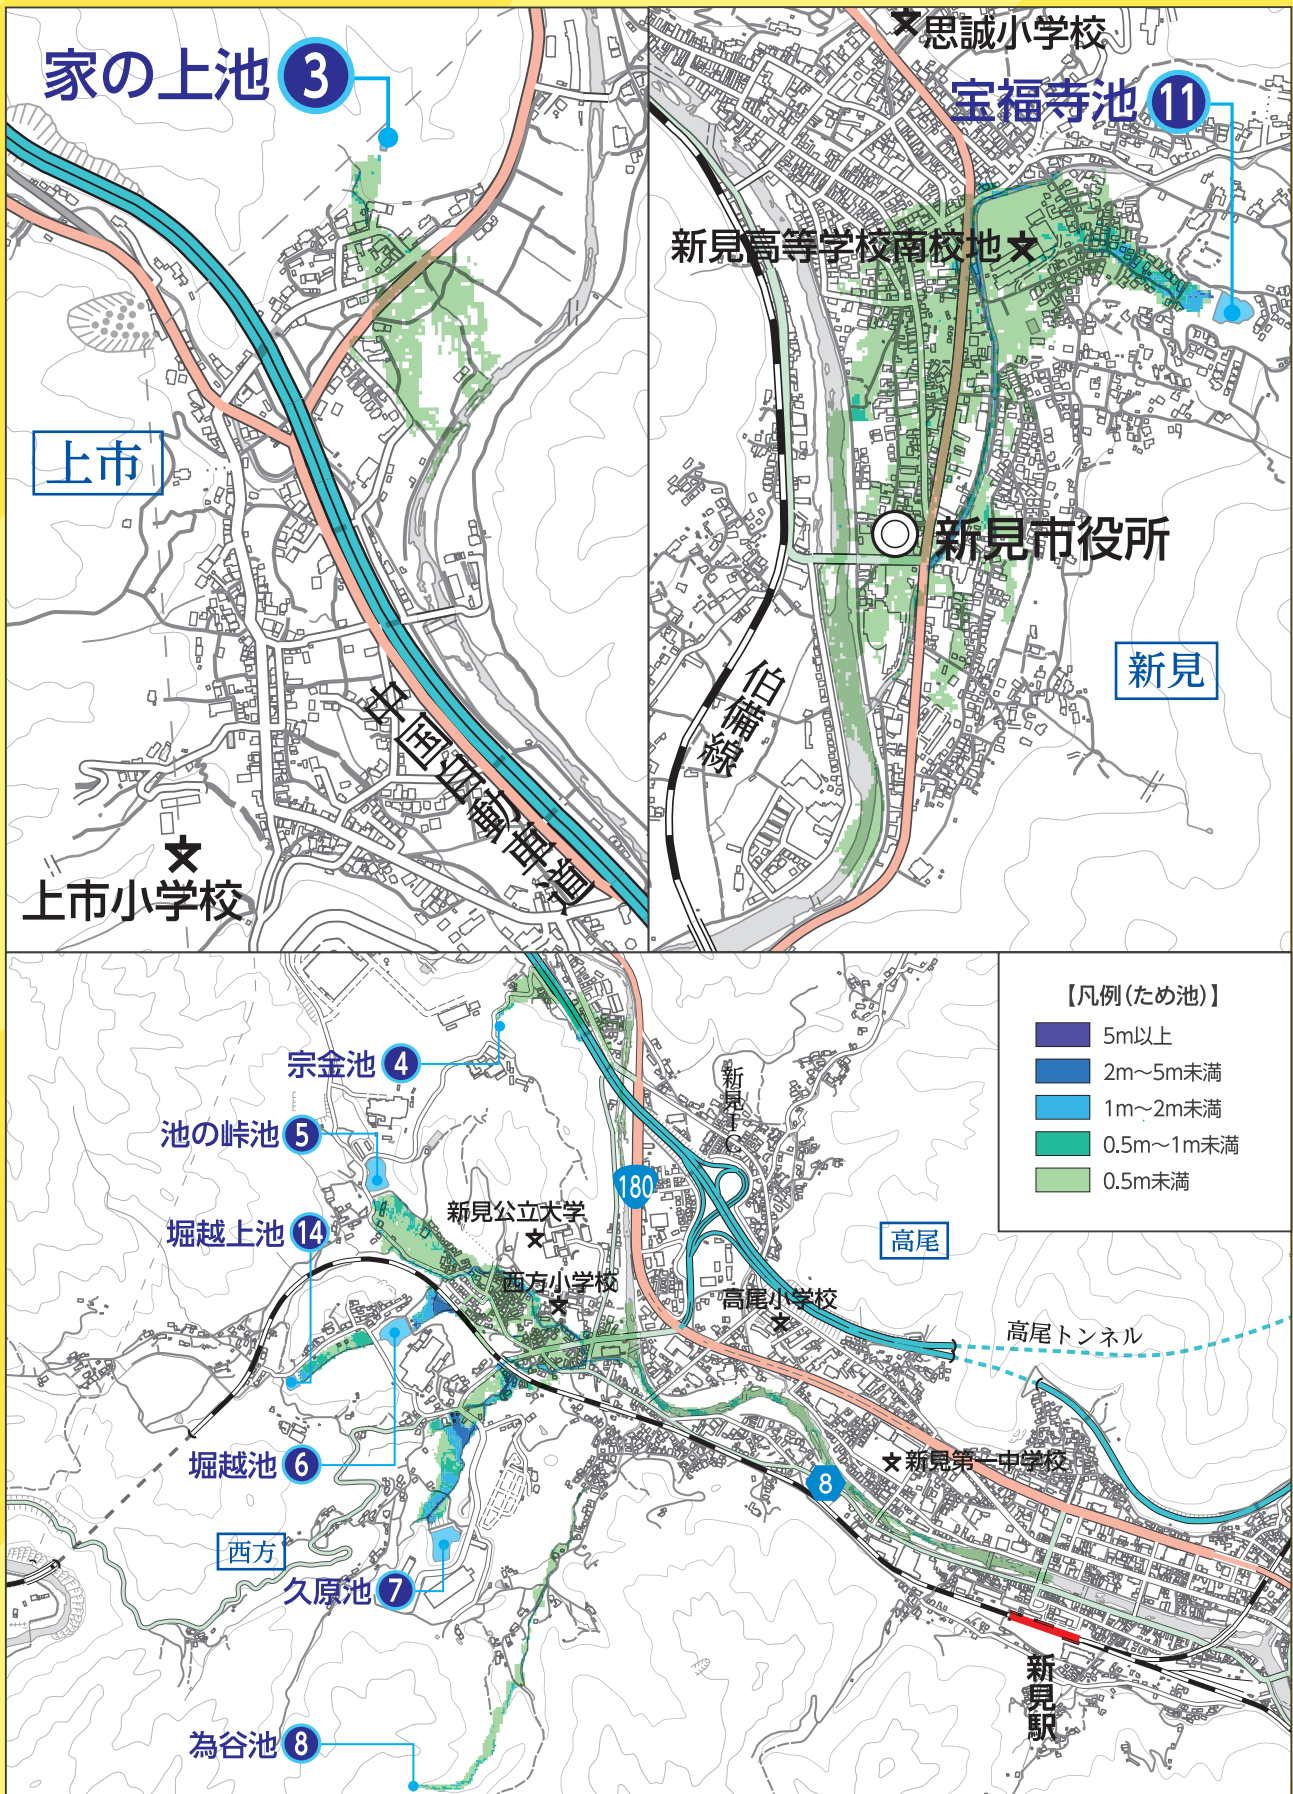 家の上池 3
上市
中国自動車道
上市小学校
思誠小学校
宝福寺池 11
新見高等学校南校地
新見市役所
新見
伯備線
【凡例(ため池)】
5m以上
2m～5m未満
1m～2m未満
0.5m～1m未満
0.5m未満
宗金池 4
池の峠池 5
堀越上池 14
新見公立大学
西方小学校
180
新見IC
高尾
高尾小学校
高尾トンネル
堀越池 6
新見第一中学校
8
西方
久原池 7
新見駅
為谷池 8